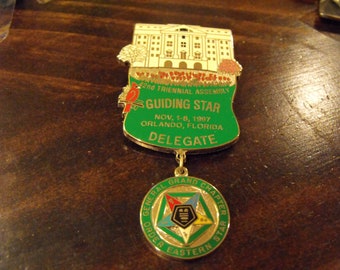 22nd TRIENNIAL ASSEMBLY
GUIDING STAR
NOV. 1-8, 1997
ORLANDO, FLORIDA
DELEGATE
GENERAL GRAND CHAPTER
ORDER EASTERN STAR